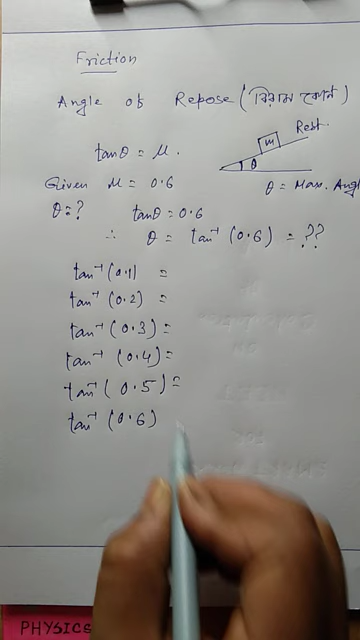 Friction
Angle of Repose (বিরাম কোন)
tanθ = μ.
m Rest.
θ
Given μ = 0.6
θ = Max. Angl
θ = ? tanθ = 0.6
∴ θ = tan⁻¹ (0.6) = ??
tan⁻¹ (0.1) =
tan⁻¹ (0.2) =
tan⁻¹ (0.3) =
tan⁻¹ (0.4) =
tan⁻¹ (0.5) =
tan⁻¹ (0.6)
PHYSICS